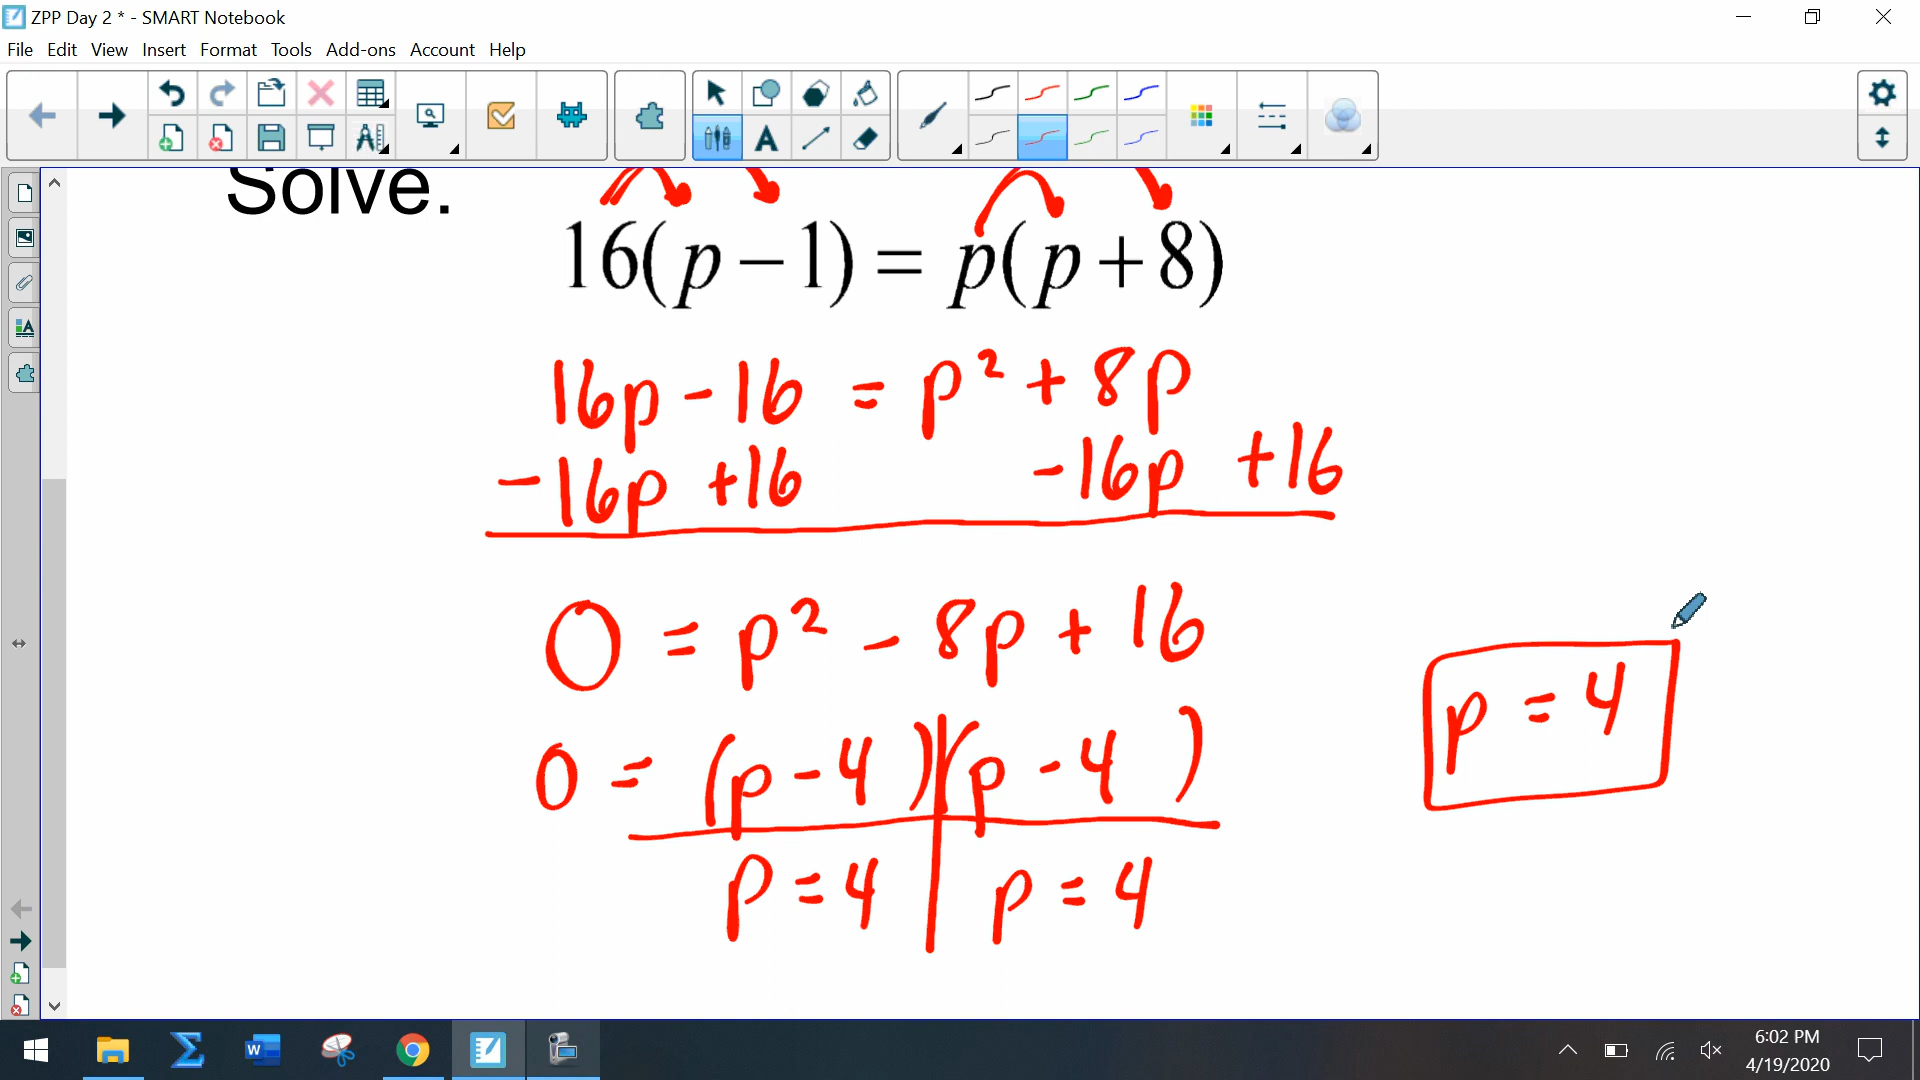 ZPP Day 2 * - SMART Notebook
File Edit View Insert Format Tools Add-ons Account Help
Solve.
16(p − 1) = p(p + 8)
16p - 16 = p² + 8p
- 16p +16 - 16p +16
0 = p² - 8p + 16
0 = (p - 4)(p - 4)
p = 4 p = 4
p = 4
6:02 PM
4/19/2020